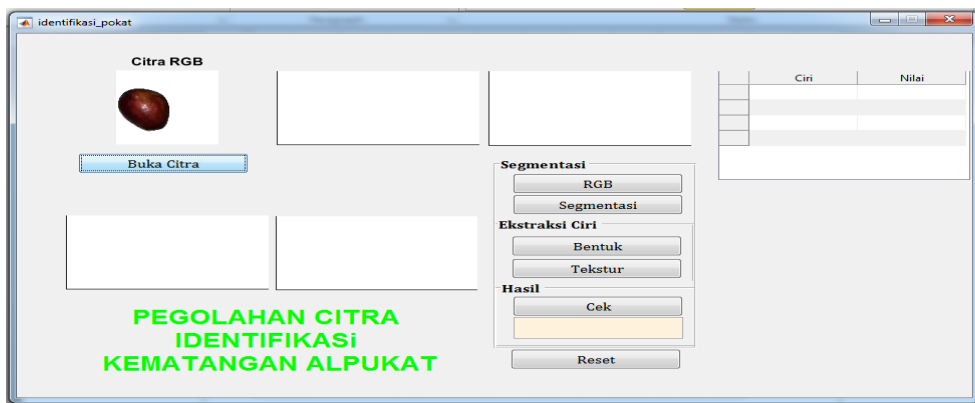 identifikasi_pokat
Citra RGB
Ciri Nilai
Buka Citra
Segmentasi
RGB
Segmentasi
Ekstraksi Ciri
Bentuk
Tekstur
Hasil
Cek
Reset
PEGOLAHAN CITRA
IDENTIFIKASi
KEMATANGAN ALPUKAT